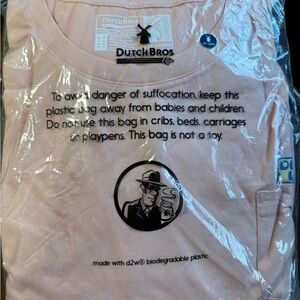 DUTCH BROS
To avoid danger of suffocation, keep this
plastic bag away from babies and children.
Do not use this bag in cribs, beds, carriages
or playpens. This bag is not a toy.
made with d2w® biodegradable plastic